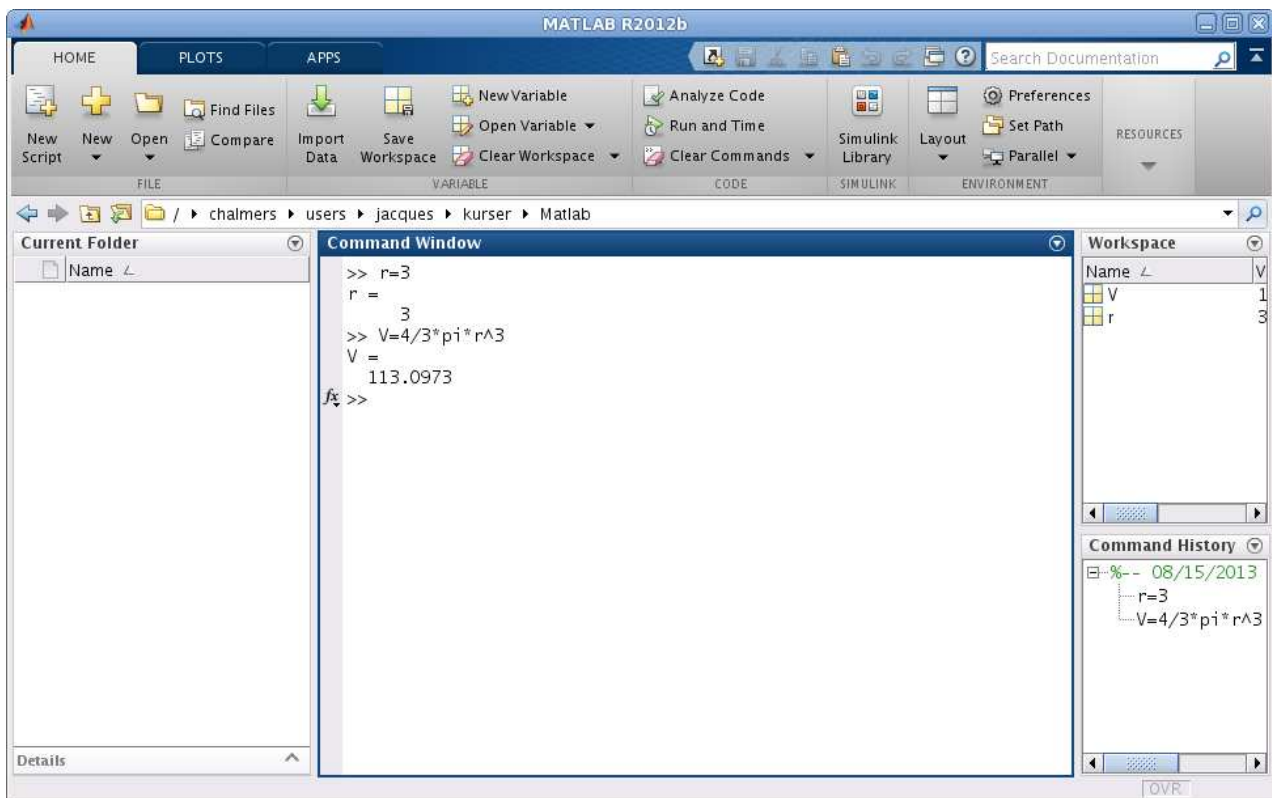 MATLAB R2012b
HOME PLOTS APPS Search Documentation
New Script New Open Find Files Compare
Import Data Save Workspace New Variable Open Variable Clear Workspace
Analyze Code Run and Time Clear Commands
Simulink Library Layout Preferences Set Path Parallel RESOURCES
FILE VARIABLE CODE SIMULINK ENVIRONMENT
/ chalmers users jacques kurser Matlab
Current Folder
Name
Details
Command Window
>> r=3
r =
3
>> V=4/3*pi*r^3
V =
113.0973
fx >>
Workspace
Name V
V 1
r 3
Command History
%-- 08/15/2013
r=3
V=4/3*pi*r^3
OVR